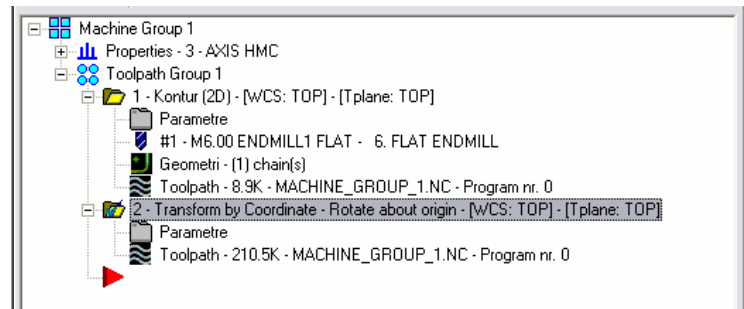 Machine Group 1
Properties - 3 - AXIS HMC
Toolpath Group 1
1 - Kontur (2D) - [WCS: TOP] - [Tplane: TOP]
Parametre
#1 - M6.00 ENDMILL1 FLAT - 6. FLAT ENDMILL
Geometri - (1) chain(s)
Toolpath - 8.9K - MACHINE_GROUP_1.NC - Program nr. 0
2 - Transform by Coordinate - Rotate about origin - [WCS: TOP] - [Tplane: TOP]
Parametre
Toolpath - 210.5K - MACHINE_GROUP_1.NC - Program nr. 0